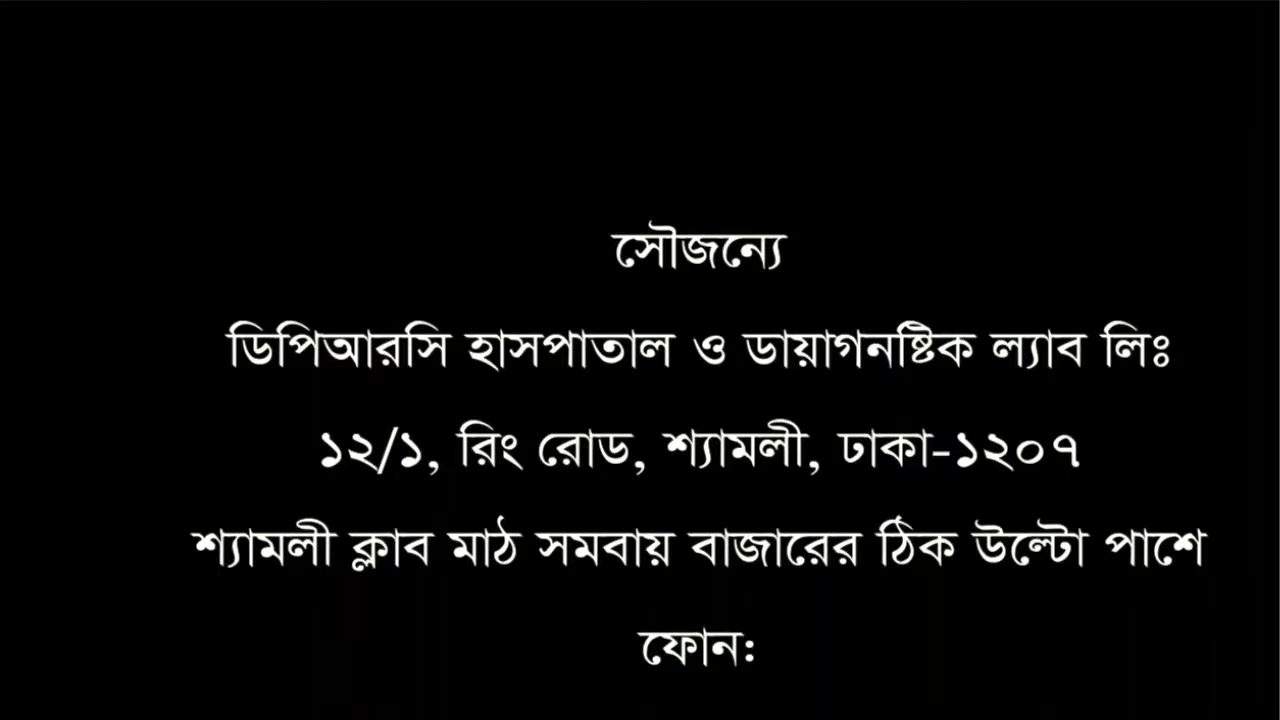 সৌজন্যে
ডিপিআরসি হাসপাতাল ও ডায়াগনষ্টিক ল্যাব লিঃ
১২/১, রিং রোড, শ্যামলী, ঢাকা-১২০৭
শ্যামলী ক্লাব মাঠ সমবায় বাজারের ঠিক উল্টো পাশে
ফোন: